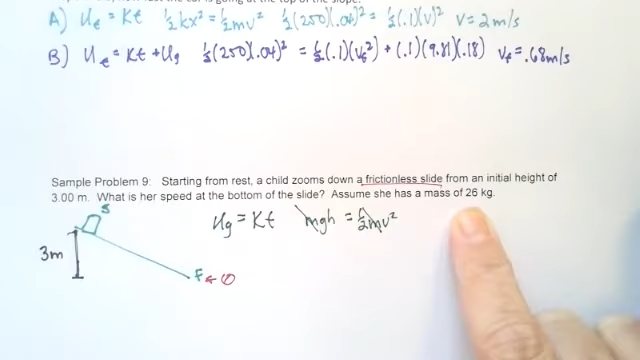 A) Uε = Kt ½kx² = ½mv² ½(250)(.04)² = ½(.1)(v)² v = 2m/s
B) Uε = Kt + Ug ½(250)(.04)² = ½(.1)(vf²) + (.1)(9.81)(.18) vf = .68m/s
Sample Problem 9: Starting from rest, a child zooms down a frictionless slide from an initial height of
3.00 m. What is her speed at the bottom of the slide? Assume she has a mass of 26 kg.
S
Ug = Kt mgh = ½mv²
3m
F